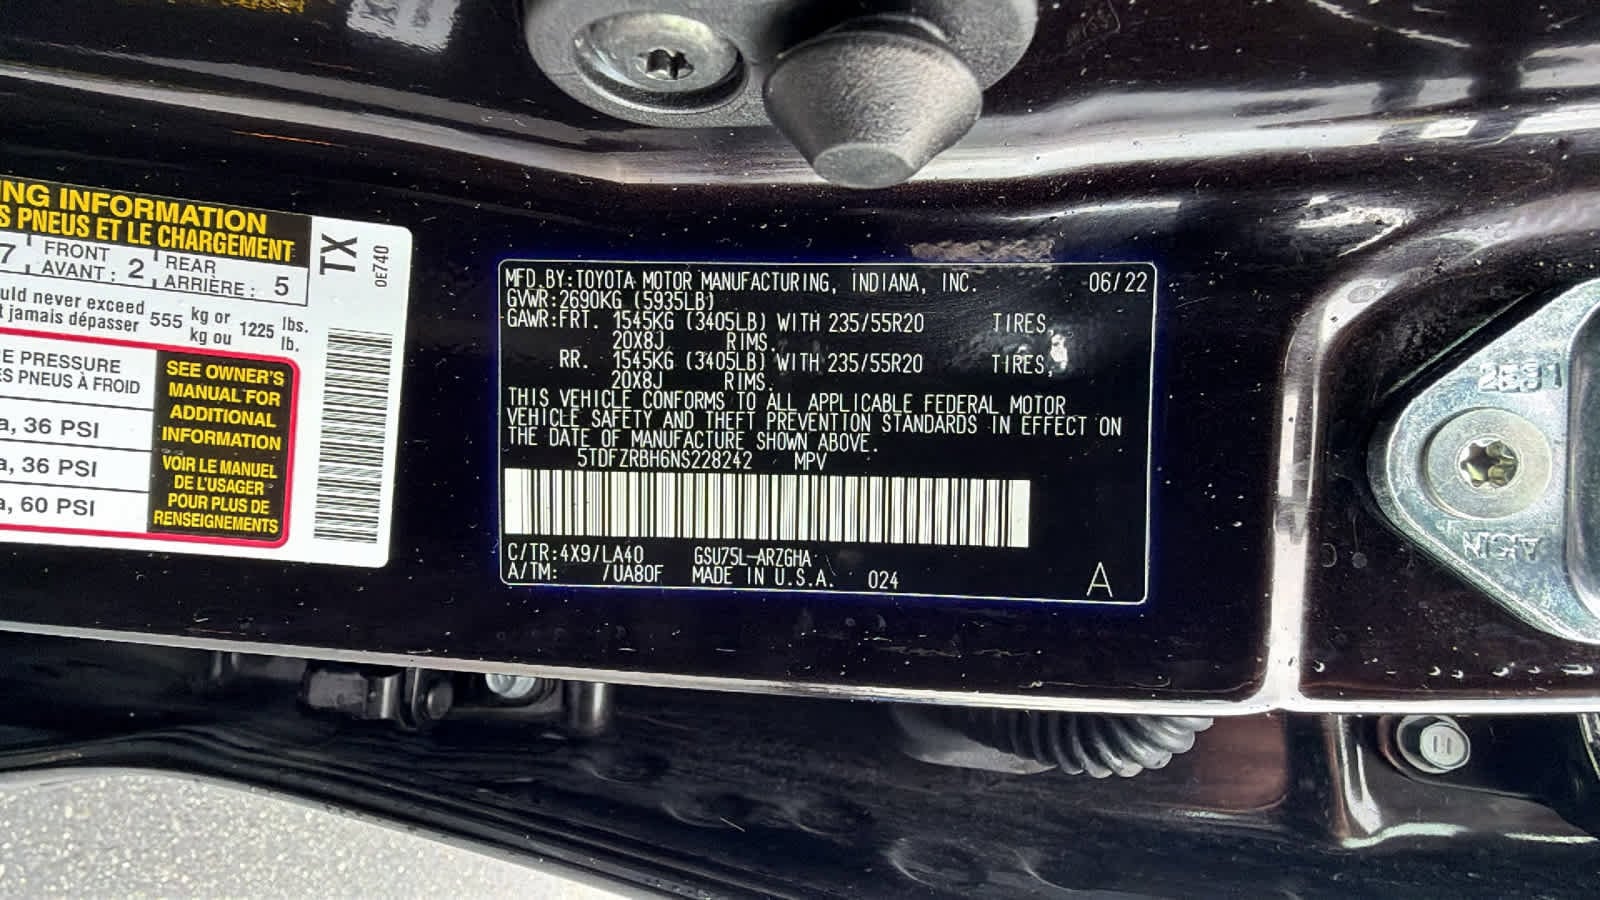 NG INFORMATION
S PNEUS ET LE CHARGEMENT
7 FRONT REAR
AVANT : 2 ARRIÈRE : 5
uld never exceed 555 kg or 1225 lbs.
t jamais dépasser kg ou lb.
E PRESSURE
ES PNEUS À FROID
a, 36 PSI
a, 36 PSI
a, 60 PSI
SEE OWNER'S
MANUAL FOR
ADDITIONAL
INFORMATION
VOIR LE MANUEL
DE L'USAGER
POUR PLUS DE
RENSEIGNEMENTS
TX
0E740
MFD.BY:TOYOTA MOTOR MANUFACTURING, INDIANA, INC. 06/22
GVWR:2690KG (5935LB)
GAWR:FRT. 1545KG (3405LB) WITH 235/55R20 TIRES,
20X8J RIMS.
RR. 1545KG (3405LB) WITH 235/55R20 TIRES,
20X8J RIMS.
THIS VEHICLE CONFORMS TO ALL APPLICABLE FEDERAL MOTOR
VEHICLE SAFETY AND THEFT PREVENTION STANDARDS IN EFFECT ON
THE DATE OF MANUFACTURE SHOWN ABOVE.
5TDFZRBH6NS228242 MPV
C/TR:4X9/LA40 GSU75L-ARZGHA
A/TM: /UA80F MADE IN U.S.A. 024
A
AISIN